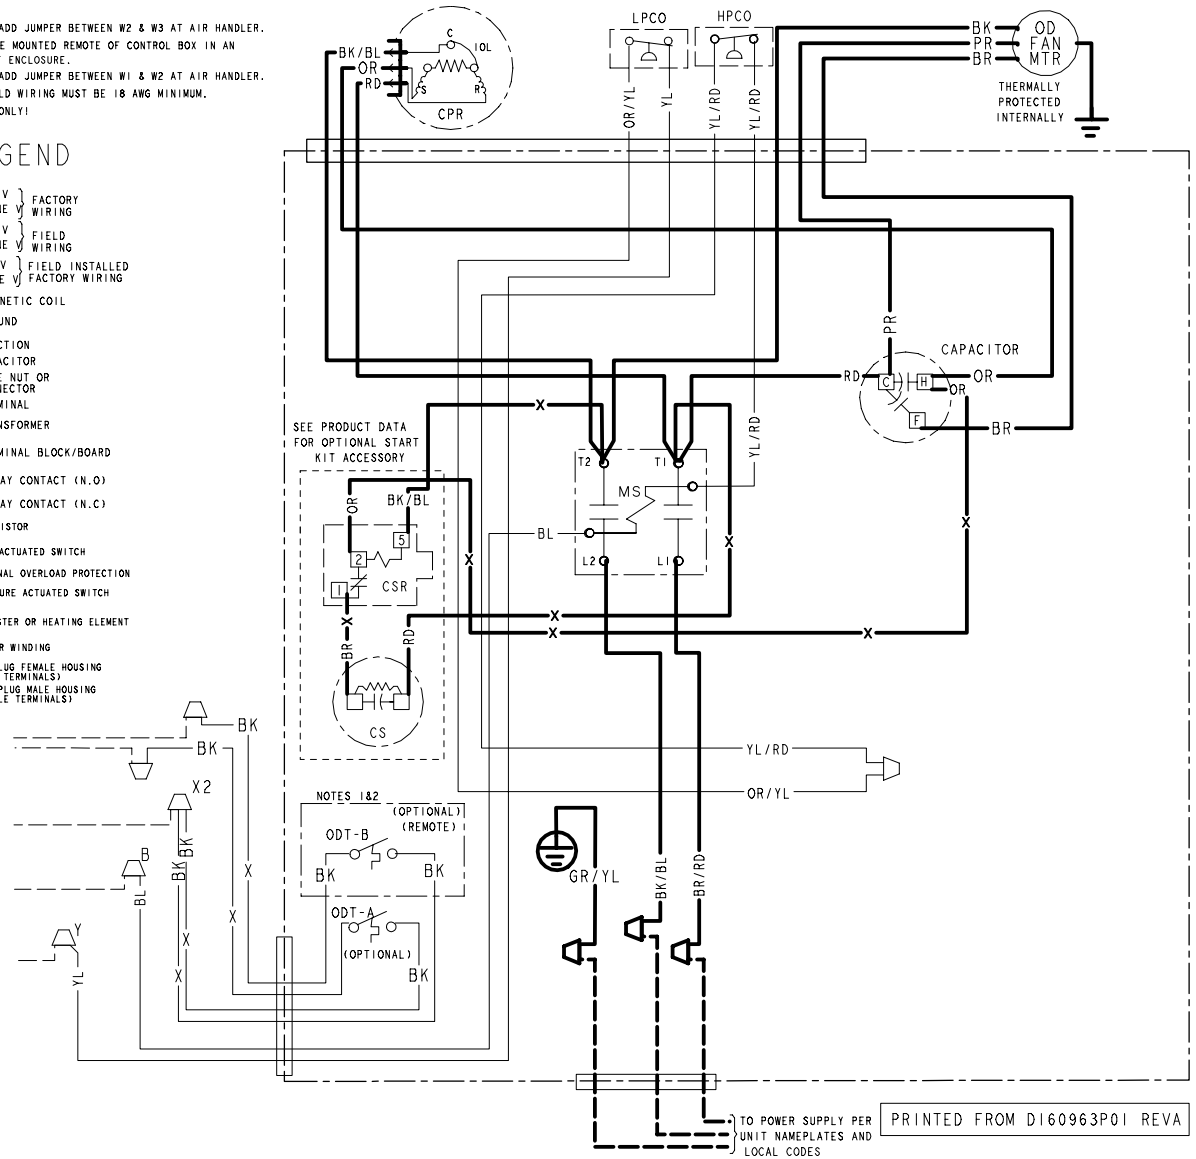 ADD JUMPER BETWEEN W2 & W3 AT AIR HANDLER.
E MOUNTED REMOTE OF CONTROL BOX IN AN
ENCLOSURE.
ADD JUMPER BETWEEN W1 & W2 AT AIR HANDLER.
LD WIRING MUST BE 18 AWG MINIMUM.
ONLY!
GEND
V
NE V
FACTORY
WIRING
V
NE V
FIELD
WIRING
V
E V
FIELD INSTALLED
FACTORY WIRING
NETIC COIL
UND
CTION
ACITOR
E NUT OR
NECTOR
MINAL
NSFORMER
MINAL BLOCK/BOARD
AY CONTACT (N.O)
AY CONTACT (N.C)
ISTOR
ACTUATED SWITCH
NAL OVERLOAD PROTECTION
URE ACTUATED SWITCH
STER OR HEATING ELEMENT
R WINDING
LUG FEMALE HOUSING
TERMINALS)
PLUG MALE HOUSING
LE TERMINALS)
BK/BL
OR
RD
C
IOL
S
R
CPR
LPCO
HPCO
OR/YL
YL
YL/RD
YL/RD
BK
PR
BR
OD
FAN
MTR
THERMALLY
PROTECTED
INTERNALLY
PR
CAPACITOR
RD
C
H
OR
OR
F
BR
YL/RD
SEE PRODUCT DATA
FOR OPTIONAL START
KIT ACCESSORY
X
OR
BK/BL
5
2
1
CSR
X
BR
RD
CS
T2
T1
MS
BL
L2
L1
X
X
X
X
X
X
YL/RD
OR/YL
BK
BK
X2
BK
BK
B
BL
Y
YL
X
X
X
X
NOTES 1&2
(OPTIONAL)
(REMOTE)
ODT-B
BK
BK
ODT-A
(OPTIONAL)
BK
GR/YL
BK/BL
BR/RD
TO POWER SUPPLY PER
UNIT NAMEPLATES AND
LOCAL CODES
PRINTED FROM D160963P01 REVA